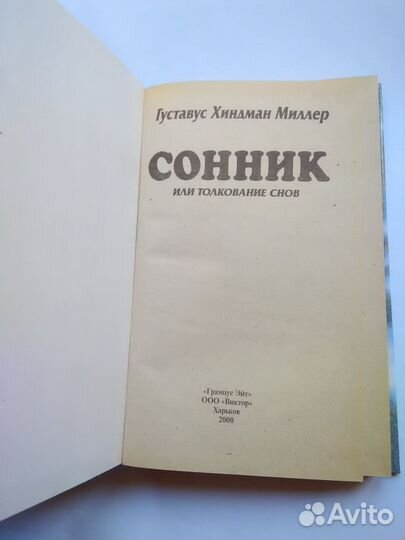 Густавус Хиндман Миллер
СОННИК
ИЛИ ТОЛКОВАНИЕ СНОВ
«Грампус Эйт»
ООО «Виктор»
Харьков
2000
Avito